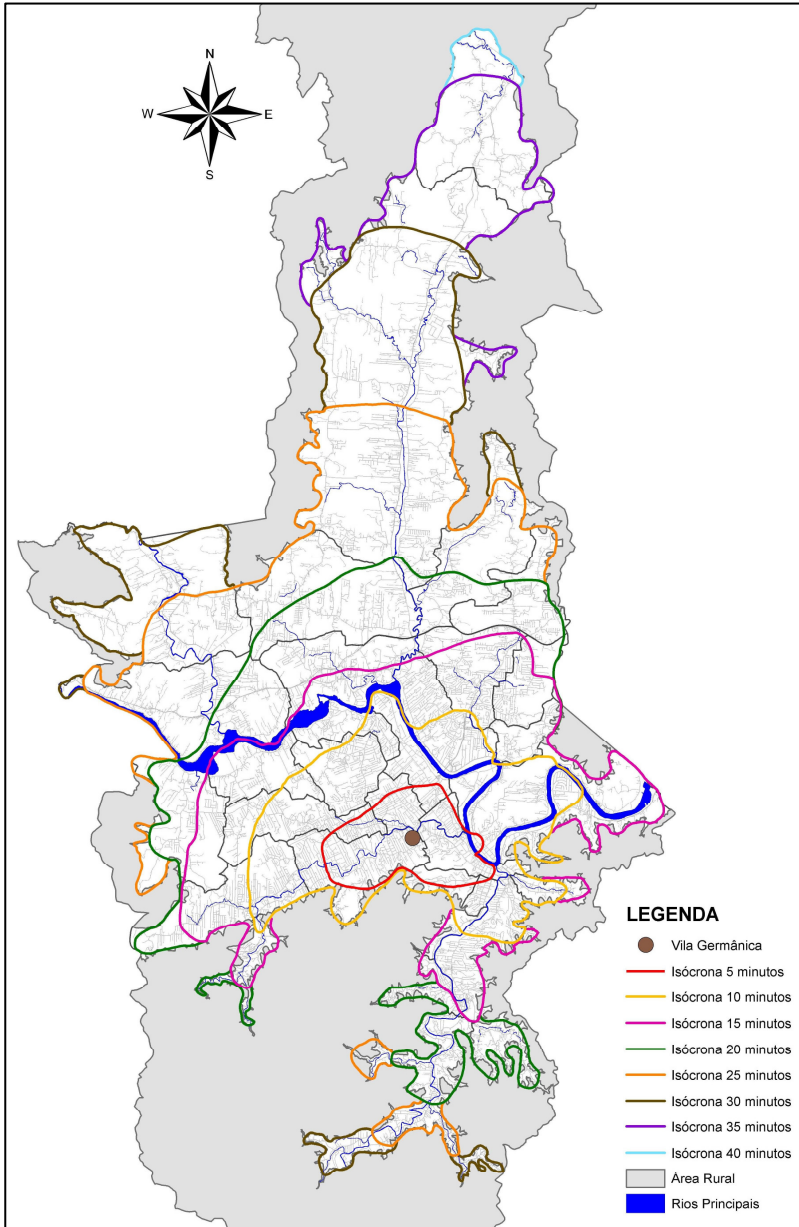 N
W E
S
LEGENDA
Vila Germânica
Isócrona 5 minutos
Isócrona 10 minutos
Isócrona 15 minutos
Isócrona 20 minutos
Isócrona 25 minutos
Isócrona 30 minutos
Isócrona 35 minutos
Isócrona 40 minutos
Área Rural
Rios Principais